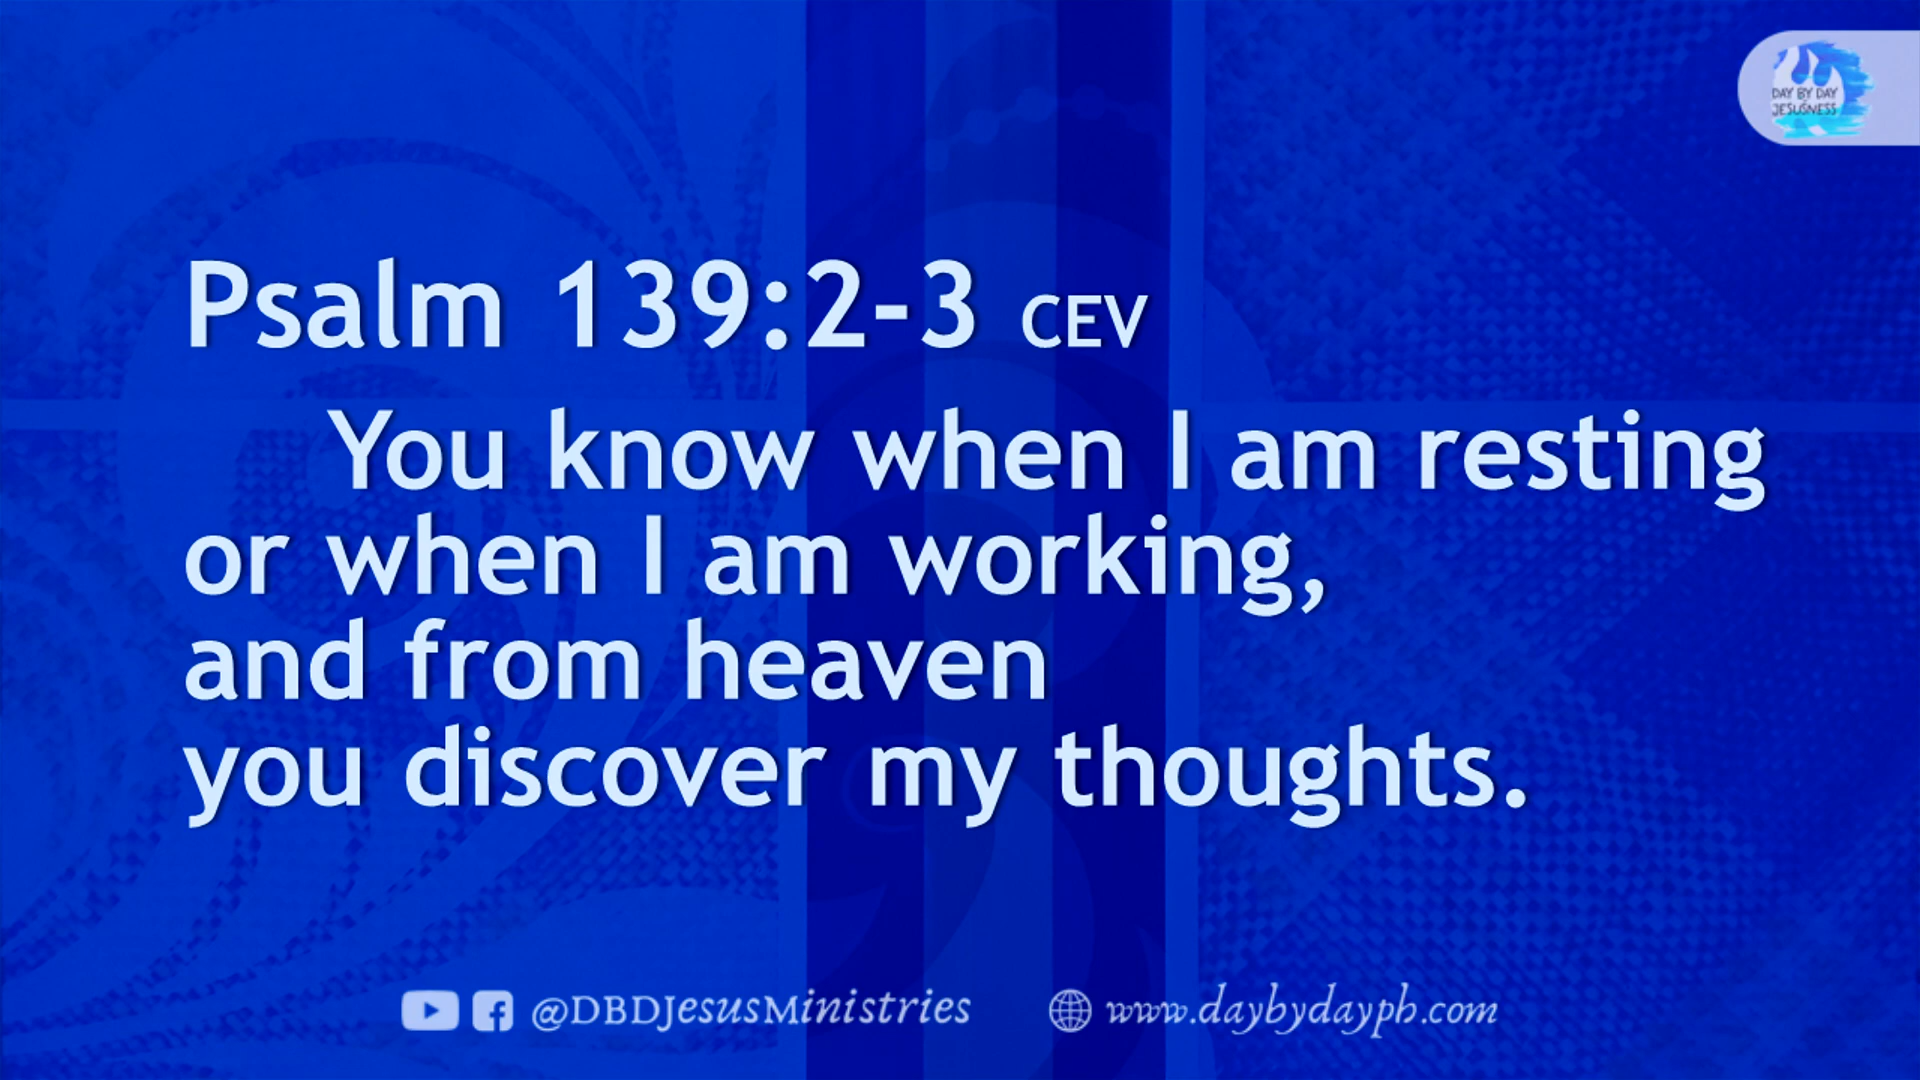 DAY BY DAY
JESUSNESS
Psalm 139:2-3 CEV
You know when I am resting
or when I am working,
and from heaven
you discover my thoughts.
@DBDJesusMinistries
www.daybydayph.com